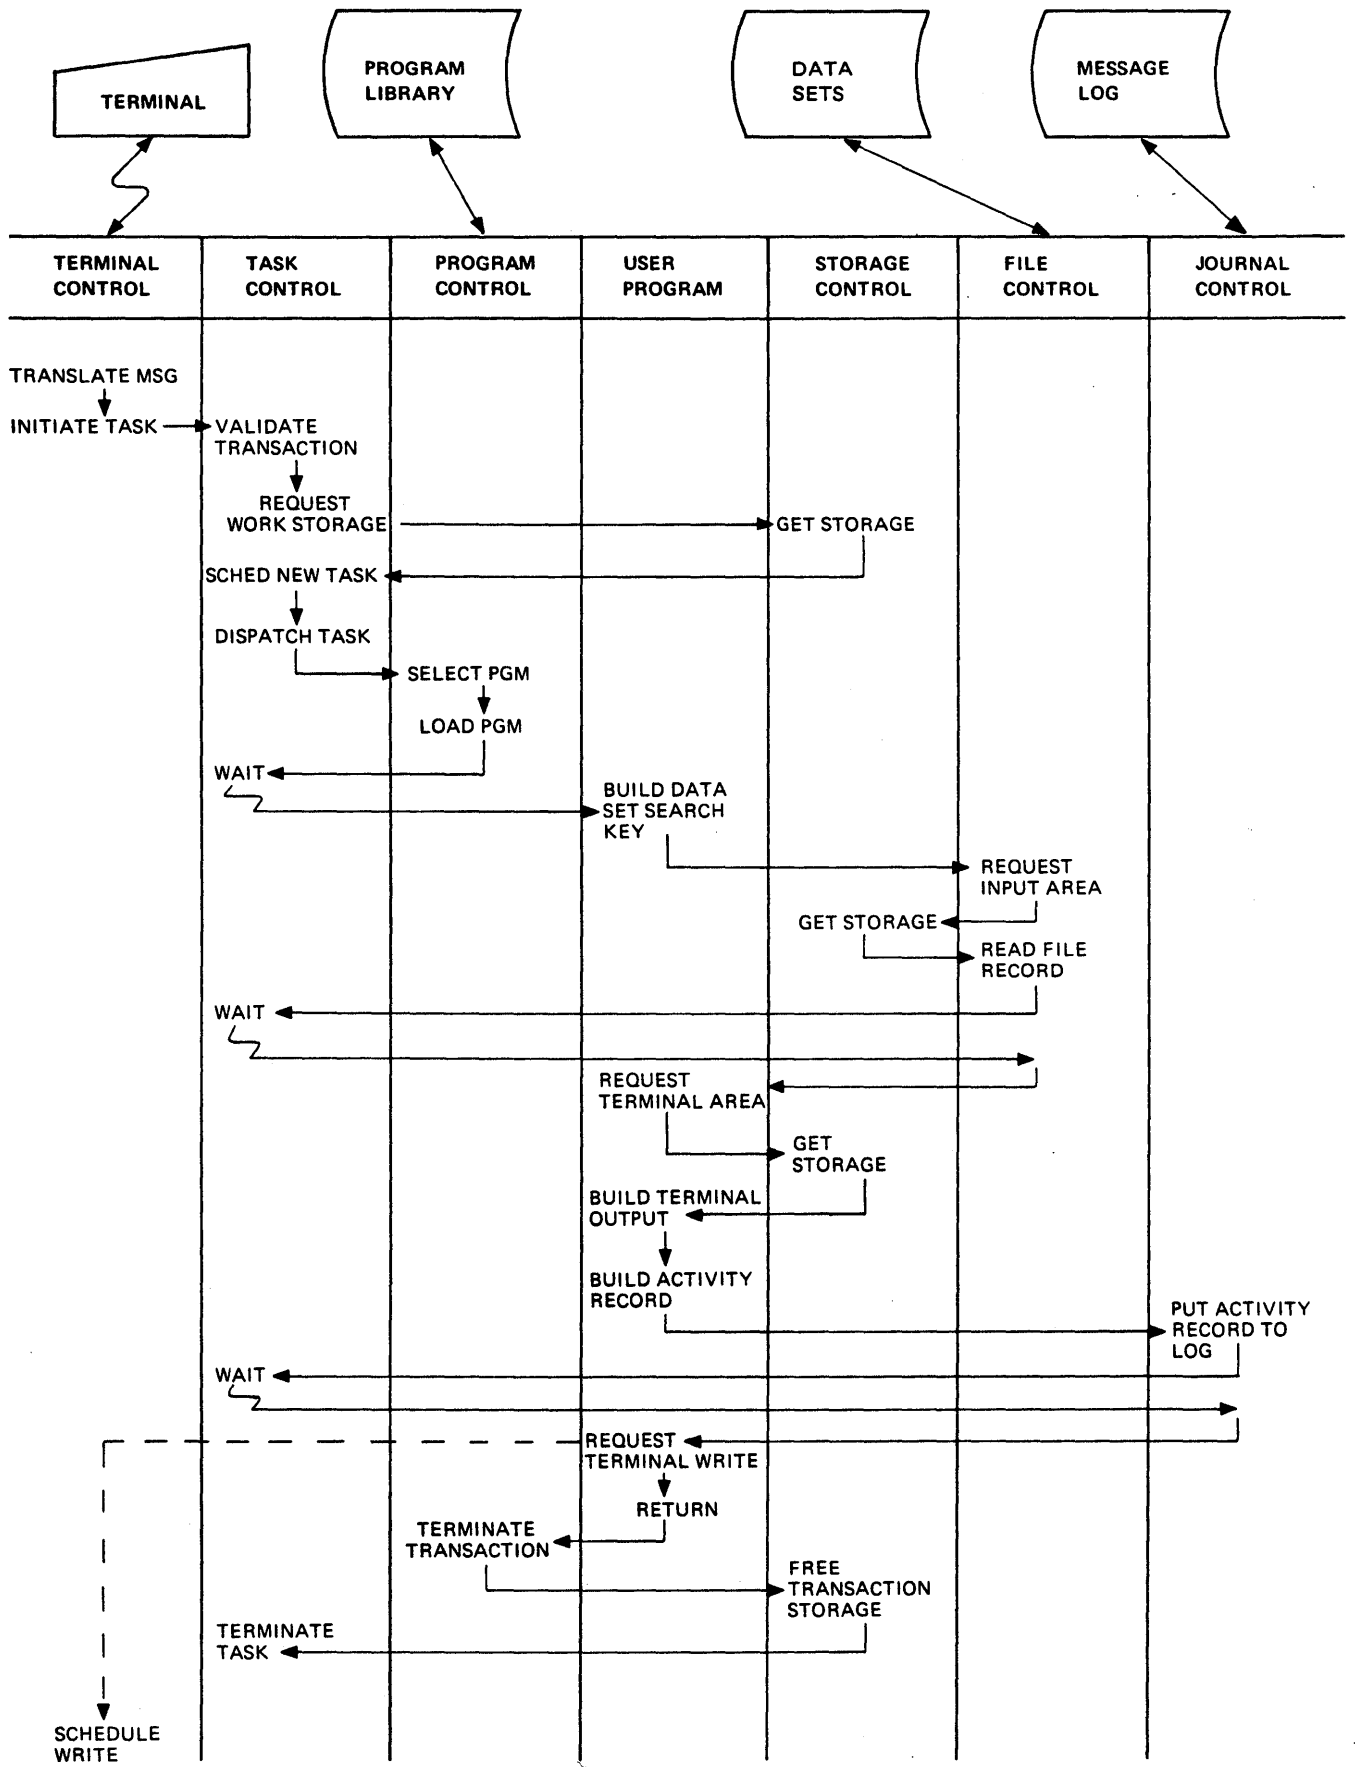 TERMINAL
PROGRAM
LIBRARY
DATA
SETS
MESSAGE
LOG
TERMINAL
CONTROL
TASK
CONTROL
PROGRAM
CONTROL
USER
PROGRAM
STORAGE
CONTROL
FILE
CONTROL
JOURNAL
CONTROL
TRANSLATE MSG
INITIATE TASK
VALIDATE
TRANSACTION
REQUEST
WORK STORAGE
GET STORAGE
SCHED NEW TASK
DISPATCH TASK
SELECT PGM
LOAD PGM
WAIT
BUILD DATA
SET SEARCH
KEY
REQUEST
INPUT AREA
GET STORAGE
READ FILE
RECORD
WAIT
REQUEST
TERMINAL AREA
GET
STORAGE
BUILD TERMINAL
OUTPUT
BUILD ACTIVITY
RECORD
PUT ACTIVITY
RECORD TO
LOG
WAIT
REQUEST
TERMINAL WRITE
RETURN
TERMINATE
TRANSACTION
FREE
TRANSACTION
STORAGE
TERMINATE
TASK
SCHEDULE
WRITE